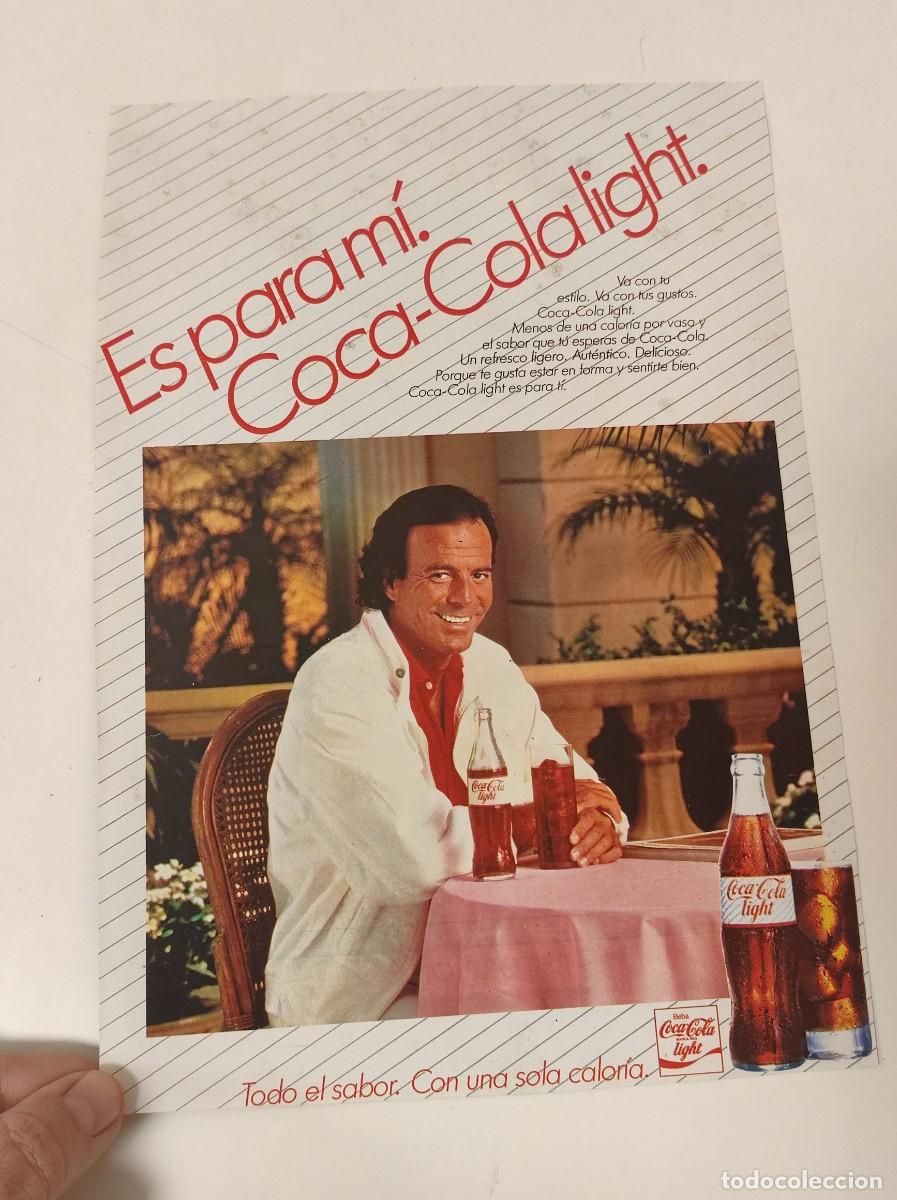 Es para mí.
Coca-Cola light.
Va con tu
estilo. Va con tus gustos.
Coca-Cola light.
Menos de una caloría por vaso y
el sabor que tú esperas de Coca-Cola.
Un refresco ligero. Auténtico. Delicioso.
Porque te gusta estar en forma y sentirte bien.
Coca-Cola light es para tí.
Coca-Cola
light
Coca-Cola
light
Beba
Coca-Cola
light
Todo el sabor. Con una sola caloría.
todocoleccion